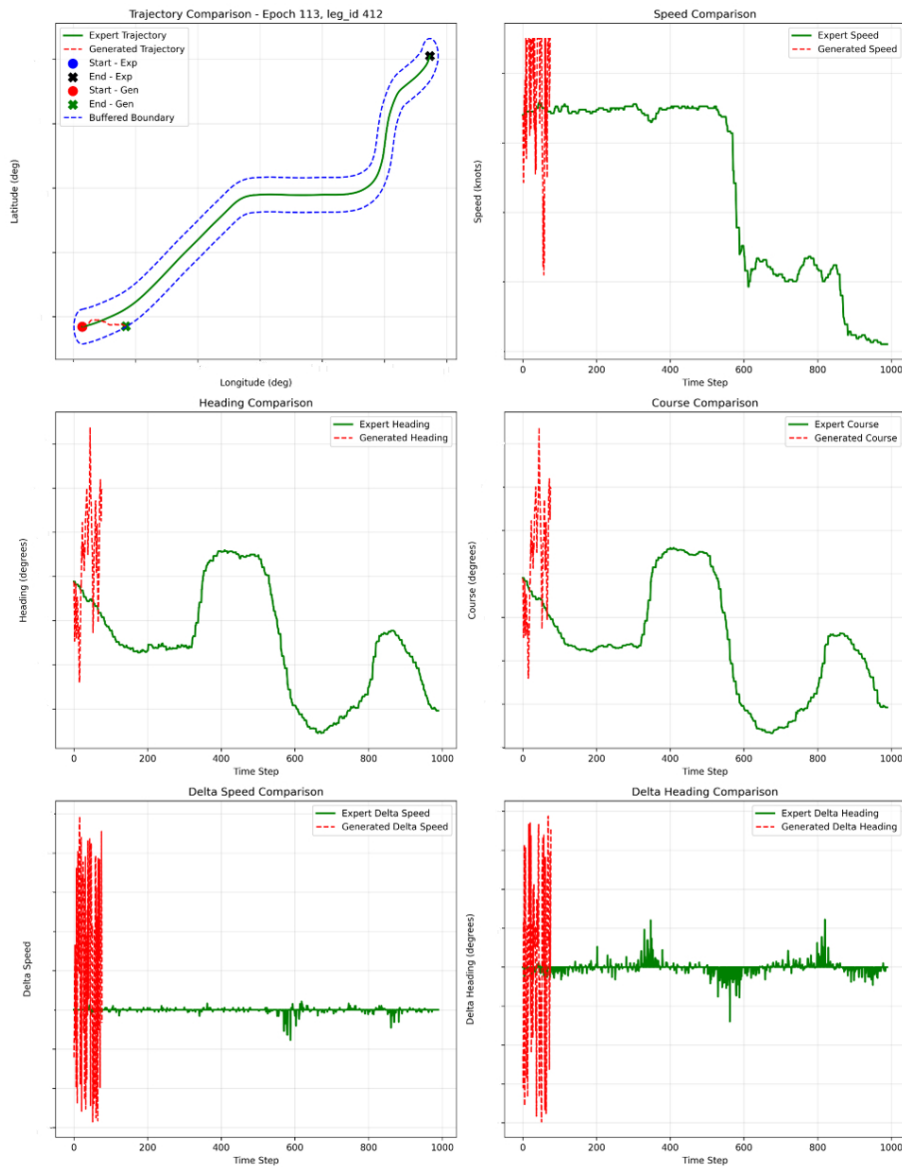 Trajectory Comparison - Epoch 113, leg_id 412
Expert Trajectory
Generated Trajectory
Start - Exp
End - Exp
Start - Gen
End - Gen
Buffered Boundary
Latitude (deg)
Longitude (deg)
Speed Comparison
Expert Speed
Generated Speed
Speed (knots)
0 200 400 600 800 1000
Time Step
Heading Comparison
Expert Heading
Generated Heading
Heading (degrees)
0 200 400 600 800 1000
Time Step
Course Comparison
Expert Course
Generated Course
Course (degrees)
0 200 400 600 800 1000
Time Step
Delta Speed Comparison
Expert Delta Speed
Generated Delta Speed
Delta Speed
0 200 400 600 800 1000
Time Step
Delta Heading Comparison
Expert Delta Heading
Generated Delta Heading
Delta Heading (degrees)
0 200 400 600 800 1000
Time Step